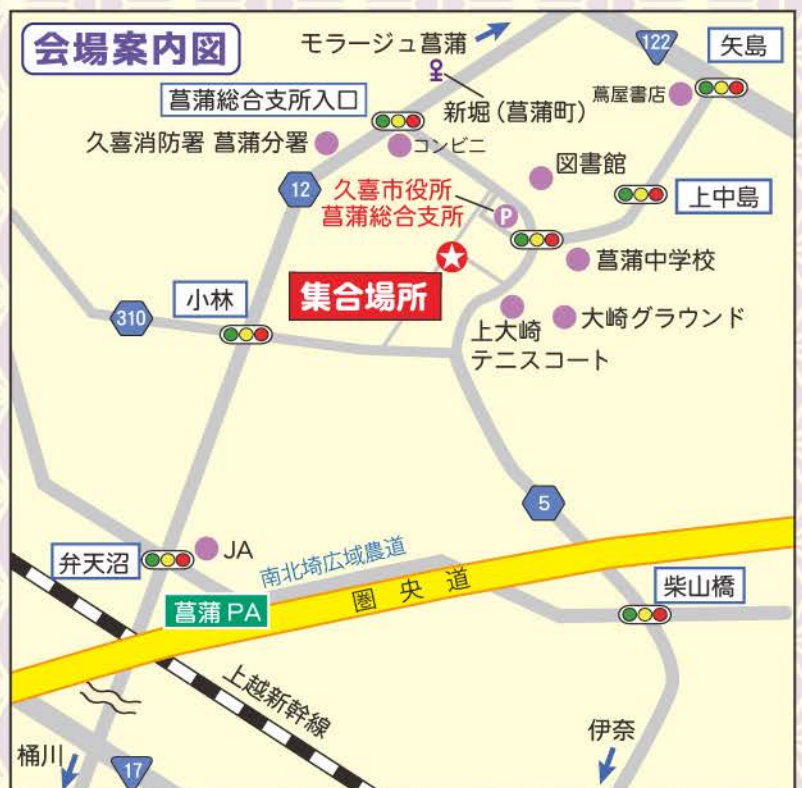 会場案内図
モラージュ菖蒲
122
矢島
蔦屋書店
菖蒲総合支所入口
新堀(菖蒲町)
久喜消防署 菖蒲分署
コンビニ
図書館
12
久喜市役所
菖蒲総合支所
P
上中島
菖蒲中学校
集合場所
小林
310
上大崎
テニスコート
大崎グラウンド
5
弁天沼
JA
南北埼広域農道
圏央道
柴山橋
菖蒲PA
上越新幹線
伊奈
桶川
17